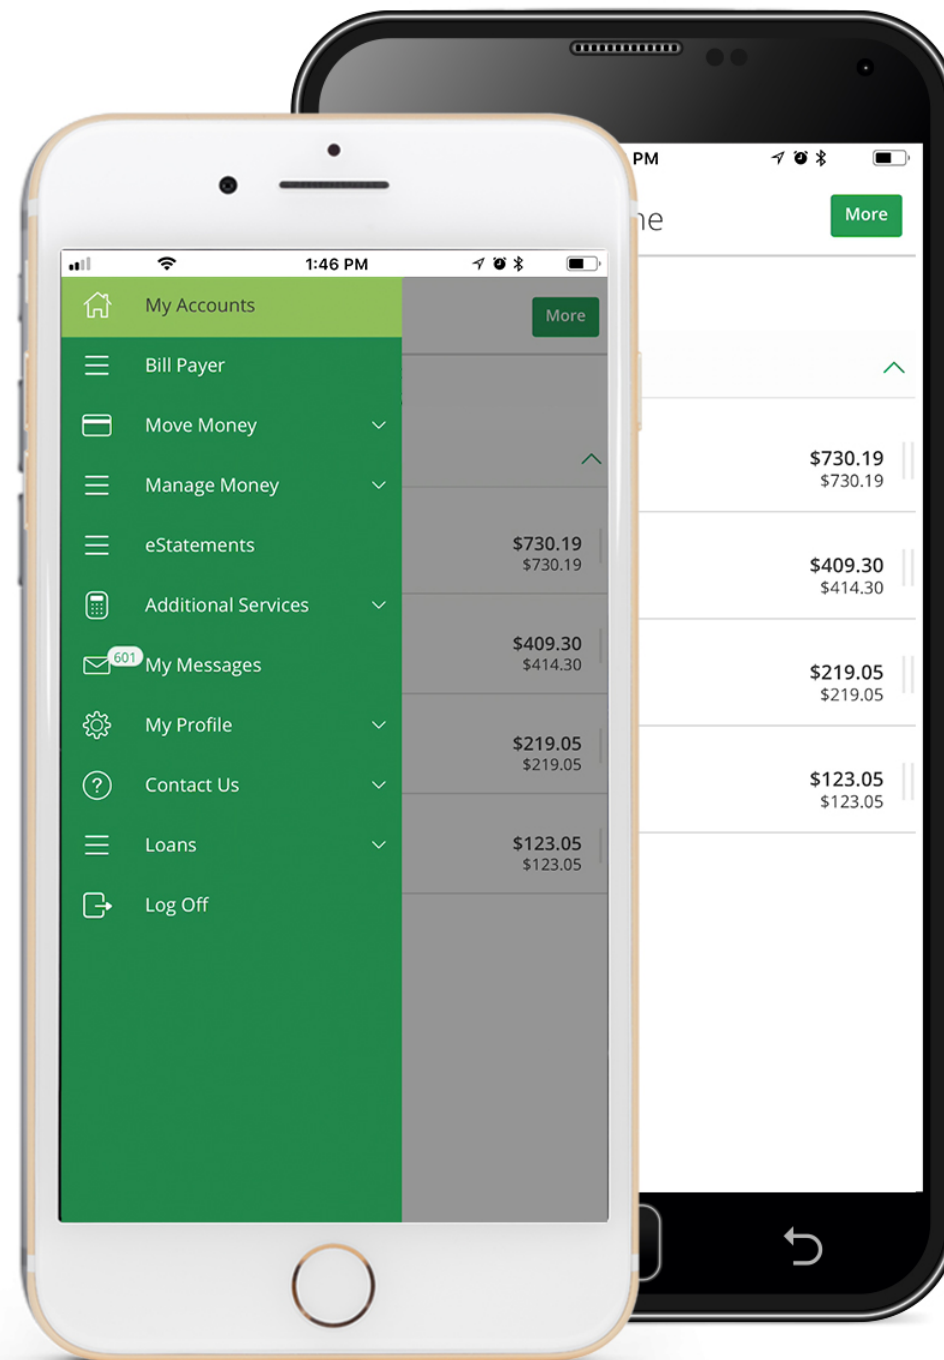 PM
ne
More
1:46 PM
My Accounts
More
Bill Payer
Move Money
Manage Money
eStatements
Additional Services
601
My Messages
My Profile
Contact Us
Loans
Log Off
$730.19
$730.19
$409.30
$414.30
$219.05
$219.05
$123.05
$123.05
$730.19
$730.19
$409.30
$414.30
$219.05
$219.05
$123.05
$123.05